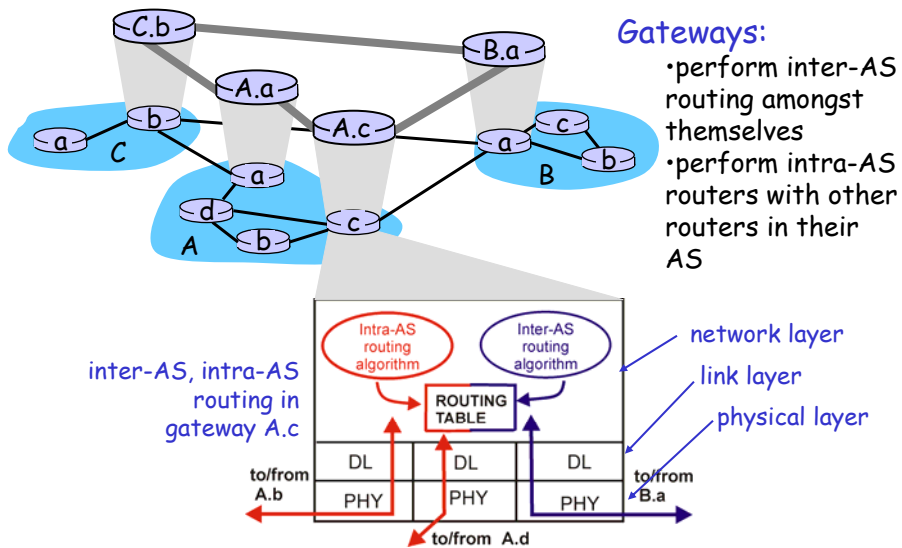 C.b
B.a
A.a
A.c
Gateways:
•perform inter-AS
routing amongst
themselves
•perform intra-AS
routers with other
routers in their
AS
a
b
C
a
c
b
B
a
d
b
c
A
inter-AS, intra-AS
routing in
gateway A.c
Intra-AS
routing
algorithm
Inter-AS
routing
algorithm
ROUTING
TABLE
DL
DL
DL
PHY
PHY
PHY
to/from
A.b
to/from A.d
to/from
B.a
network layer
link layer
physical layer